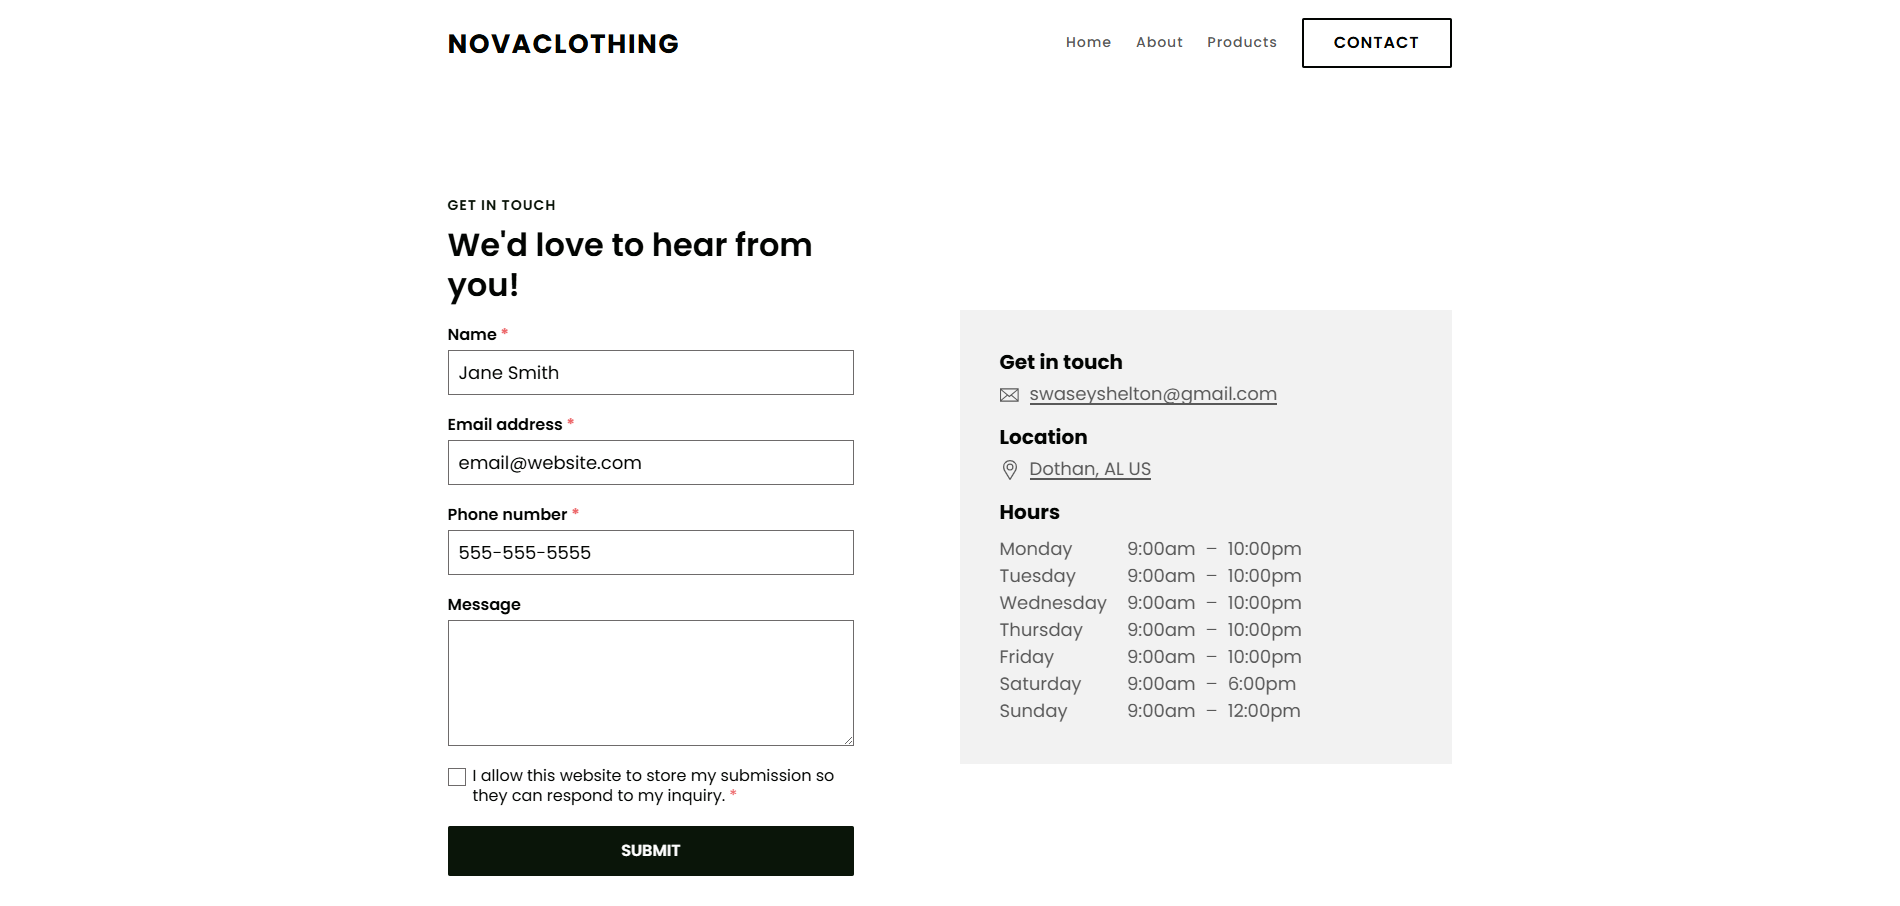 NOVACLOTHING
Home About Products CONTACT
GET IN TOUCH
We'd love to hear from
you!
Name *
Jane Smith
Email address *
email@website.com
Phone number *
555-555-5555
Message
I allow this website to store my submission so
they can respond to my inquiry. *
SUBMIT
Get in touch
swaseyshelton@gmail.com
Location
Dothan, AL US
Hours
Monday 9:00am – 10:00pm
Tuesday 9:00am – 10:00pm
Wednesday 9:00am – 10:00pm
Thursday 9:00am – 10:00pm
Friday 9:00am – 10:00pm
Saturday 9:00am – 6:00pm
Sunday 9:00am – 12:00pm